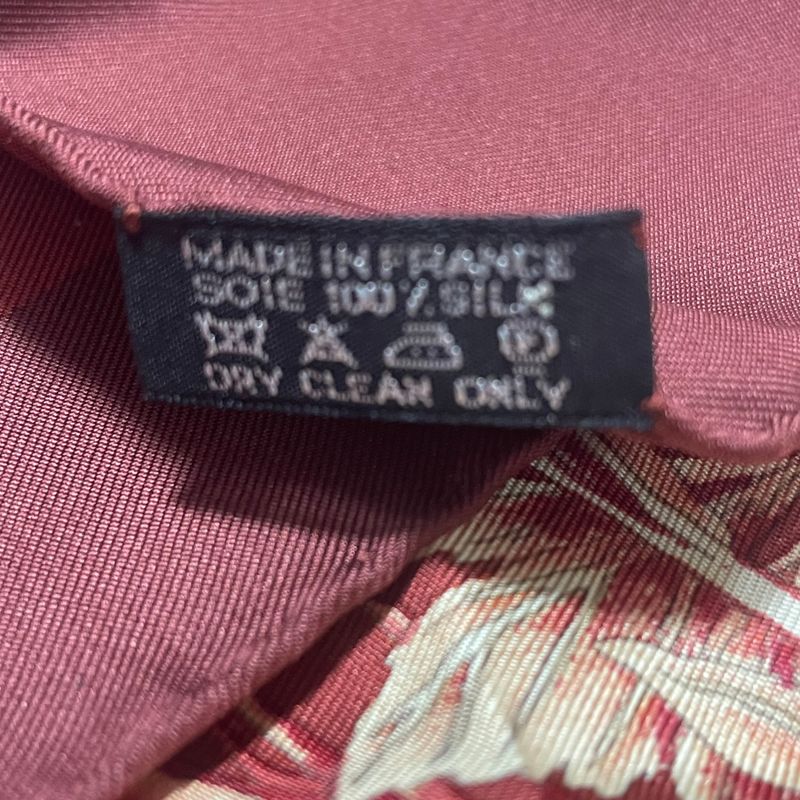 MADE IN FRANCE
SOIE 100% SILK
P
DRY CLEAN ONLY